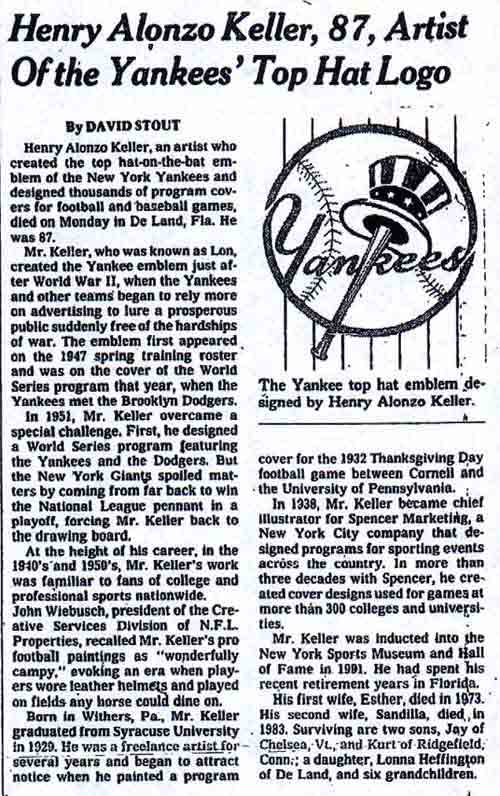 Henry Alonzo Keller, 87, Artist
Of the Yankees' Top Hat Logo
By DAVID STOUT
Henry Alonzo Keller, an artist who
created the top hat-on-the-bat em-
blem of the New York Yankees and
designed thousands of program cov-
ers for football and baseball games,
died on Monday in De Land, Fla. He
was 87.
Mr. Keller, who was known as Lon,
created the Yankee emblem just af-
ter World War II, when the Yankees
and other teams began to rely more
on advertising to lure a prosperous
public suddenly free of the hardships
of war. The emblem first appeared
on the 1947 spring training roster
and was on the cover of the World
Series program that year, when the
Yankees met the Brooklyn Dodgers.
In 1951, Mr. Keller overcame a
special challenge. First, he designed
a World Series program featuring
the Yankees and the Dodgers. But
the New York Giants spoiled mat-
ters by coming from far back to win
the National League pennant in a
playoff, forcing Mr. Keller back to
the drawing board.
At the height of his career, in the
1940's and 1950's, Mr. Keller's work
was familiar to fans of college and
professional sports nationwide.
John Wiebusch, president of the Cre-
ative Services Division of N.F.L.
Properties, recalled Mr. Keller's pro
football paintings as "wonderfully
campy," evoking an era when play-
ers wore leather helmets and played
on fields any horse could dine on.
Born in Withers, Pa., Mr. Keller
graduated from Syracuse University
in 1929. He was a freelance artist for
several years and began to attract
notice when he painted a program
Yankees
The Yankee top hat emblem de-
signed by Henry Alonzo Keller.
cover for the 1932 Thanksgiving Day
football game between Cornell and
the University of Pennsylvania.
In 1938, Mr. Keller became chief
illustrator for Spencer Marketing, a
New York City company that de-
signed programs for sporting events
across the country. In more than
three decades with Spencer, he cre-
ated cover designs used for games at
more than 300 colleges and universi-
ties.
Mr. Keller was inducted into the
New York Sports Museum and Hall
of Fame in 1991. He had spent his
recent retirement years in Florida.
His first wife, Esther, died in 1973.
His second wife, Sandilla, died in
1983. Surviving are two sons, Jay of
Chelsea, Vt., and Kurt of Ridgefield,
Conn.; a daughter, Lonna Heffington
of De Land, and six grandchildren.